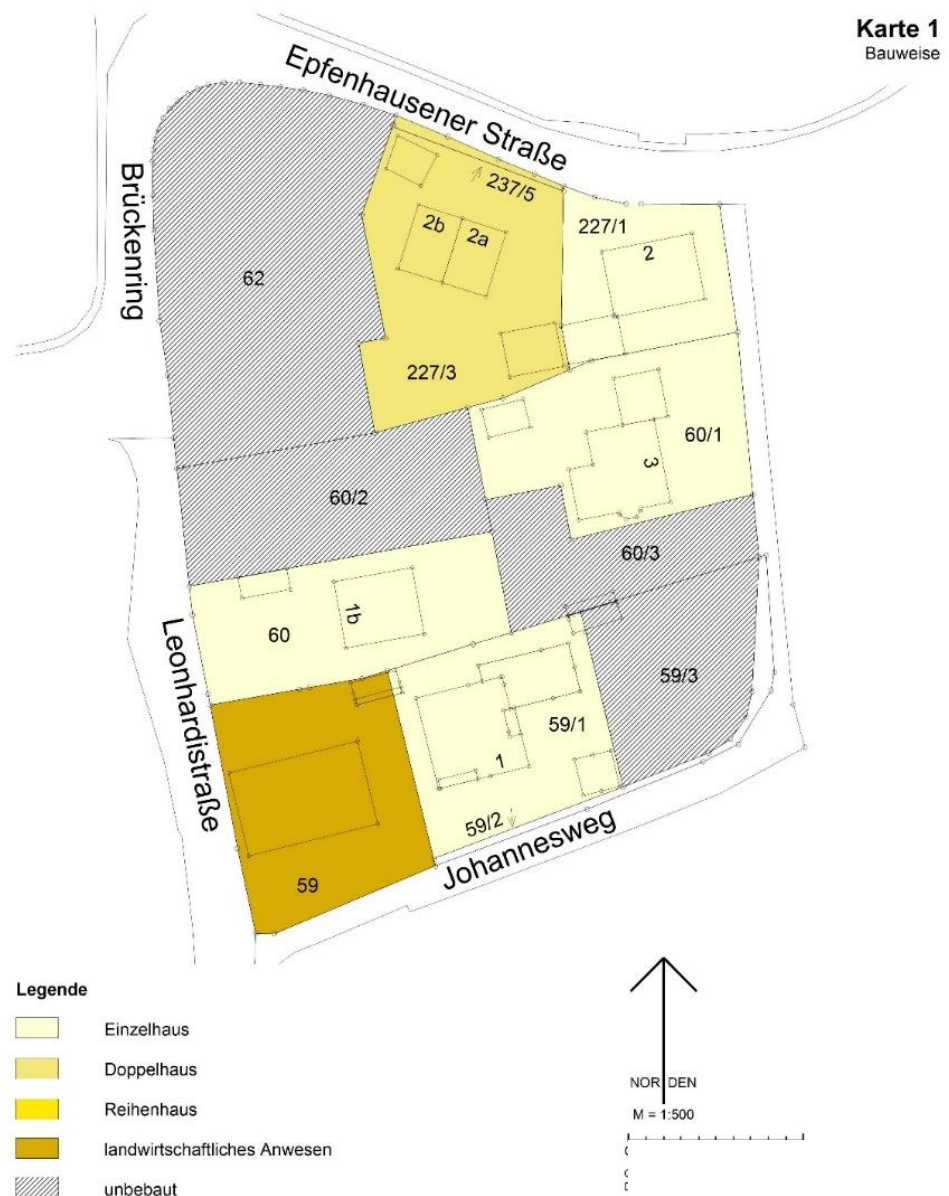 Karte 1
Bauweise
Epfenhausener Straße
Brückenring
237/5
227/1
2b
2a
2
62
227/3
60/1
3
60/2
60/3
1b
60
Leonhardistraße
59/3
59/1
1
59/2
Johannesweg
59
Legende
Einzelhaus
Doppelhaus
Reihenhaus
landwirtschaftliches Anwesen
unbebaut
NORDEN
M = 1:500